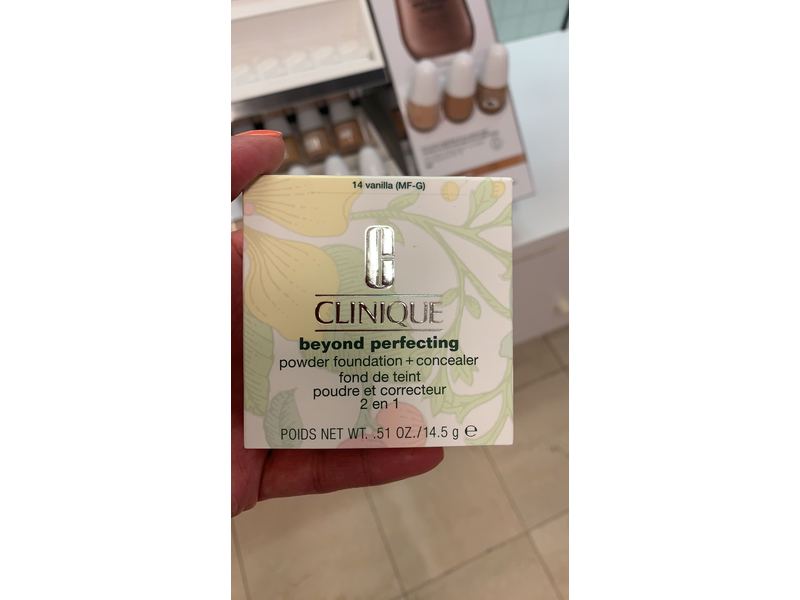 14 vanilla (MF-G)
CLINIQUE
beyond perfecting
powder foundation + concealer
fond de teint
poudre et correcteur
2 en 1
POIDS NET WT. .51 OZ./14.5 g ℮